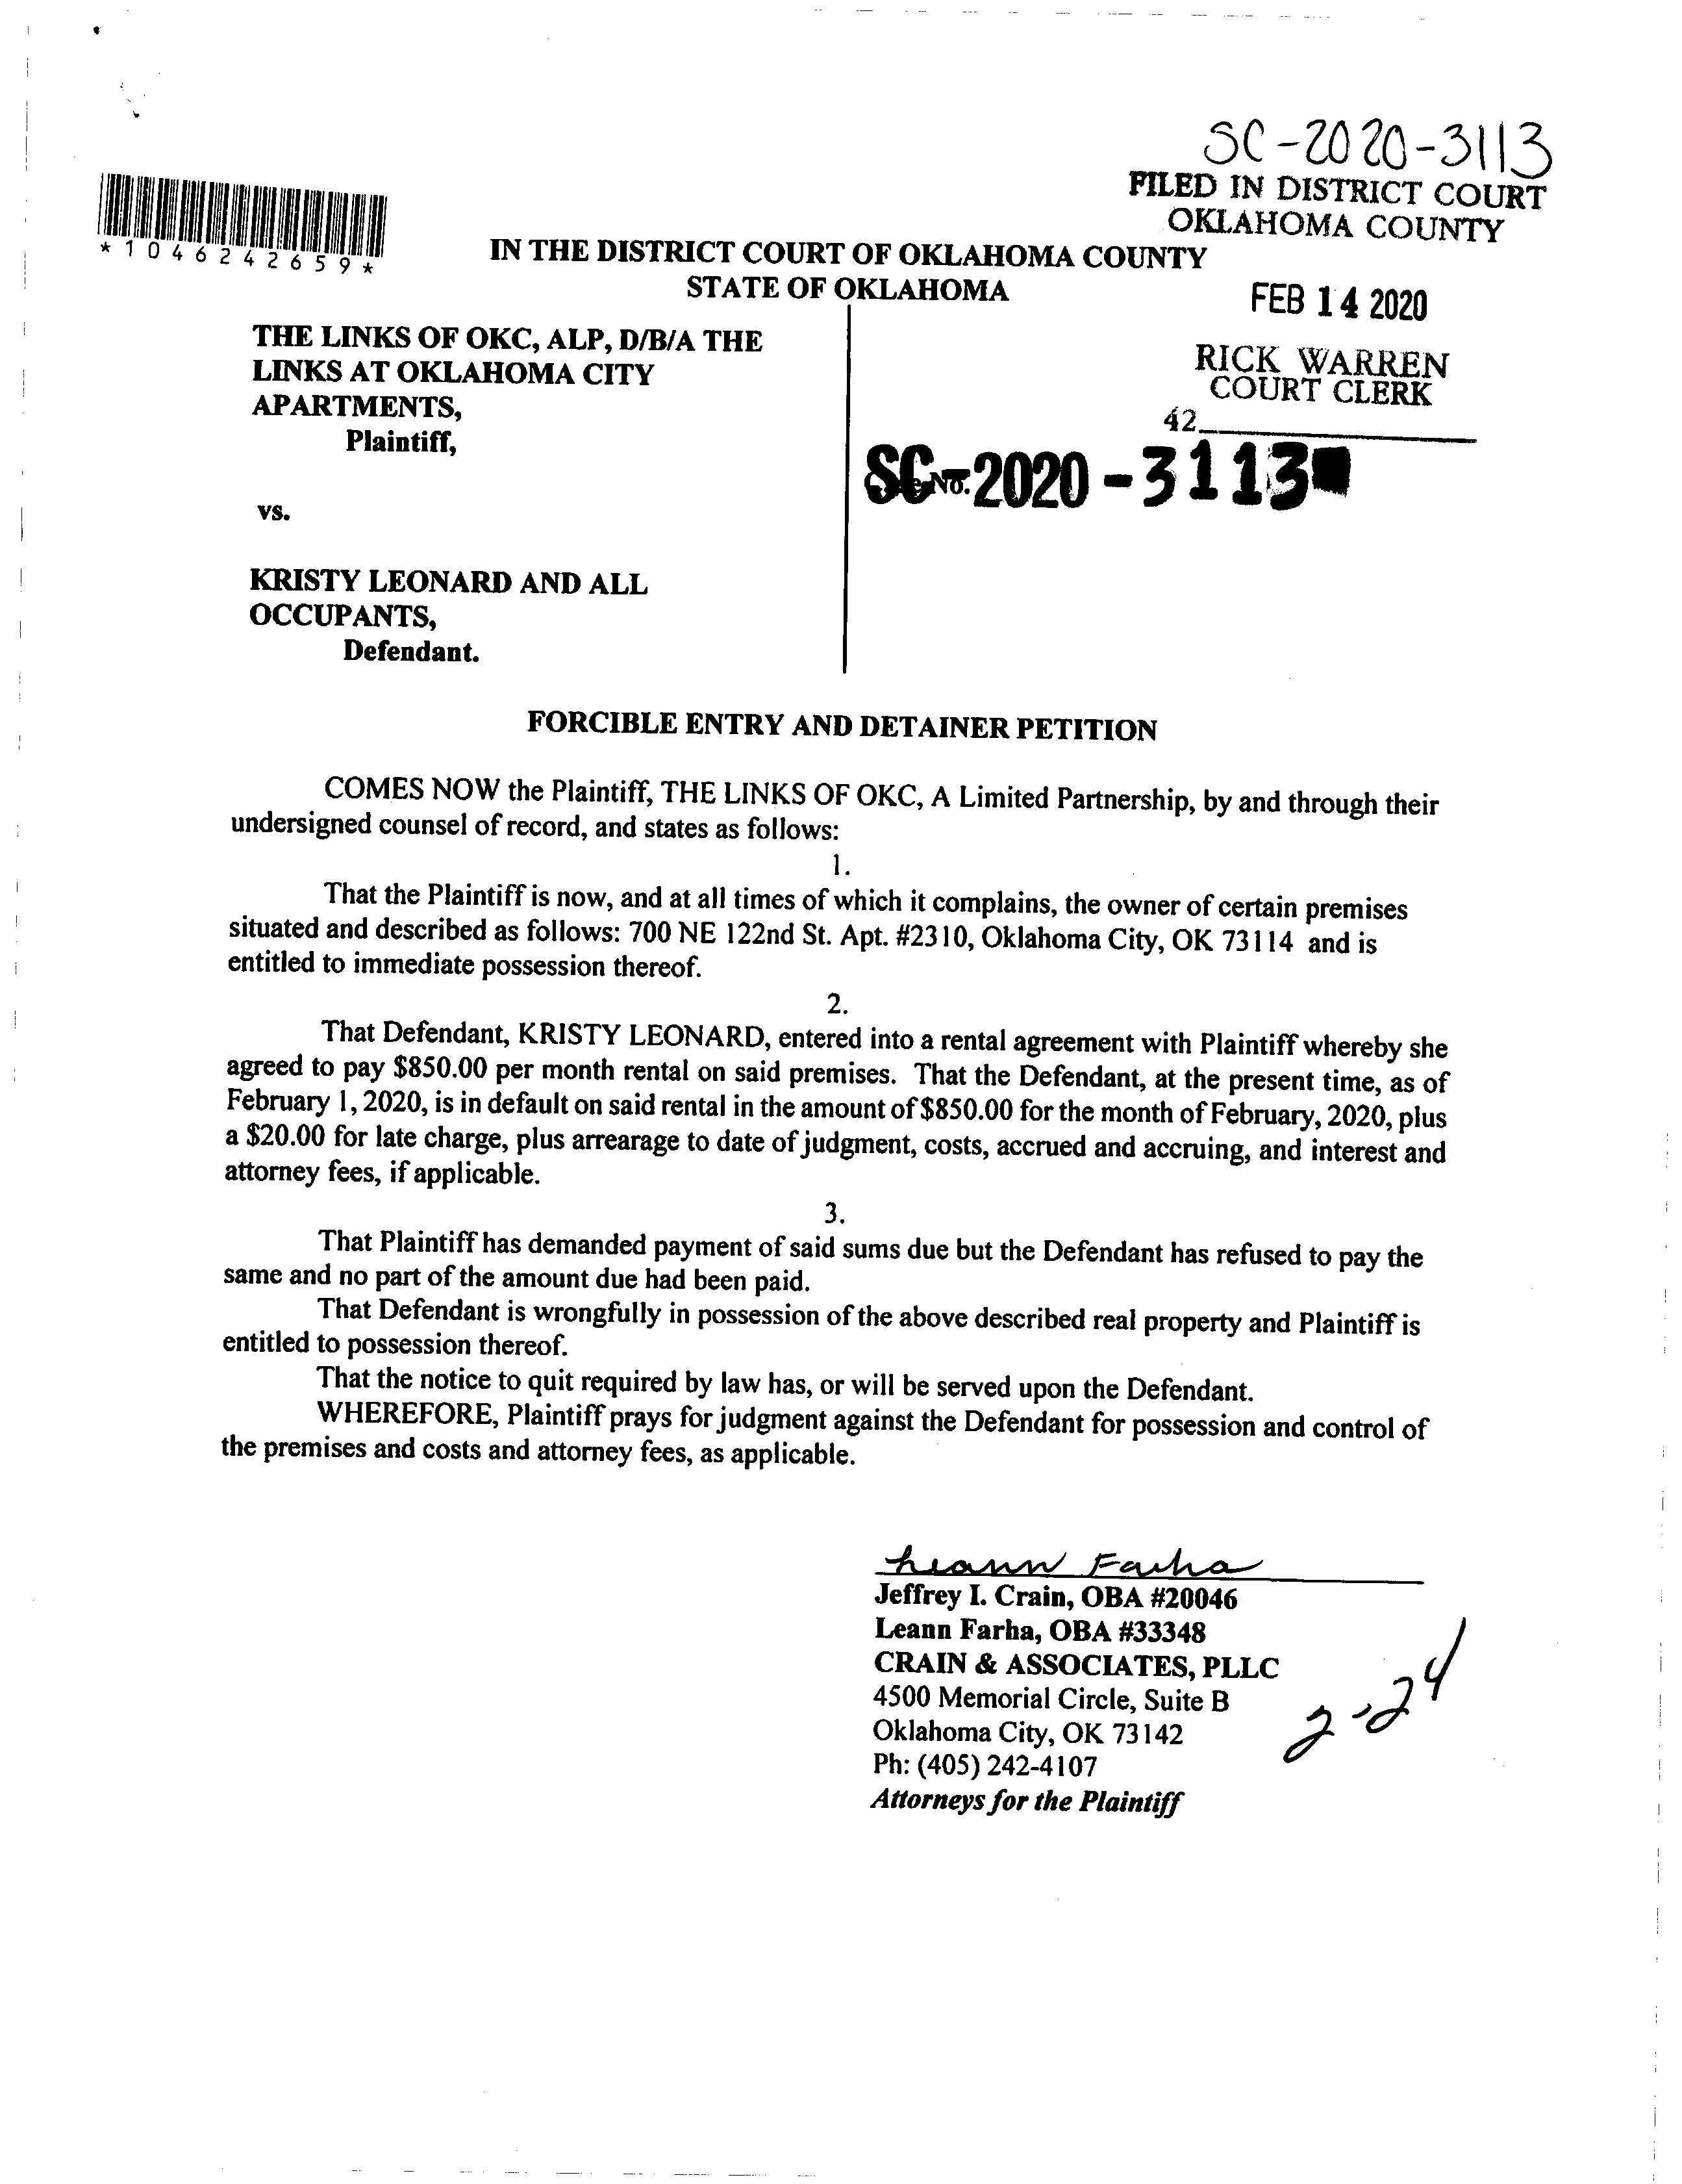 SC-2020-3113
FILED IN DISTRICT COURT
OKLAHOMA COUNTY
*1046242659*
IN THE DISTRICT COURT OF OKLAHOMA COUNTY
STATE OF OKLAHOMA
FEB 14 2020
RICK WARREN
COURT CLERK
42
THE LINKS OF OKC, ALP, D/B/A THE
LINKS AT OKLAHOMA CITY
APARTMENTS,
Plaintiff,
SC-2020-3113
No.
vs.
KRISTY LEONARD AND ALL
OCCUPANTS,
Defendant.
FORCIBLE ENTRY AND DETAINER PETITION
COMES NOW the Plaintiff, THE LINKS OF OKC, A Limited Partnership, by and through their
undersigned counsel of record, and states as follows:
1.
That the Plaintiff is now, and at all times of which it complains, the owner of certain premises
situated and described as follows: 700 NE 122nd St. Apt. #2310, Oklahoma City, OK 73114 and is
entitled to immediate possession thereof.
2.
That Defendant, KRISTY LEONARD, entered into a rental agreement with Plaintiff whereby she
agreed to pay $850.00 per month rental on said premises. That the Defendant, at the present time, as of
February 1, 2020, is in default on said rental in the amount of $850.00 for the month of February, 2020, plus
a $20.00 for late charge, plus arrearage to date of judgment, costs, accrued and accruing, and interest and
attorney fees, if applicable.
3.
That Plaintiff has demanded payment of said sums due but the Defendant has refused to pay the
same and no part of the amount due had been paid.
That Defendant is wrongfully in possession of the above described real property and Plaintiff is
entitled to possession thereof.
That the notice to quit required by law has, or will be served upon the Defendant.
WHEREFORE, Plaintiff prays for judgment against the Defendant for possession and control of
the premises and costs and attorney fees, as applicable.
Leann Farha
Jeffrey I. Crain, OBA #20046
Leann Farha, OBA #33348
CRAIN & ASSOCIATES, PLLC
4500 Memorial Circle, Suite B
Oklahoma City, OK 73142
Ph: (405) 242-4107
Attorneys for the Plaintiff
2-24